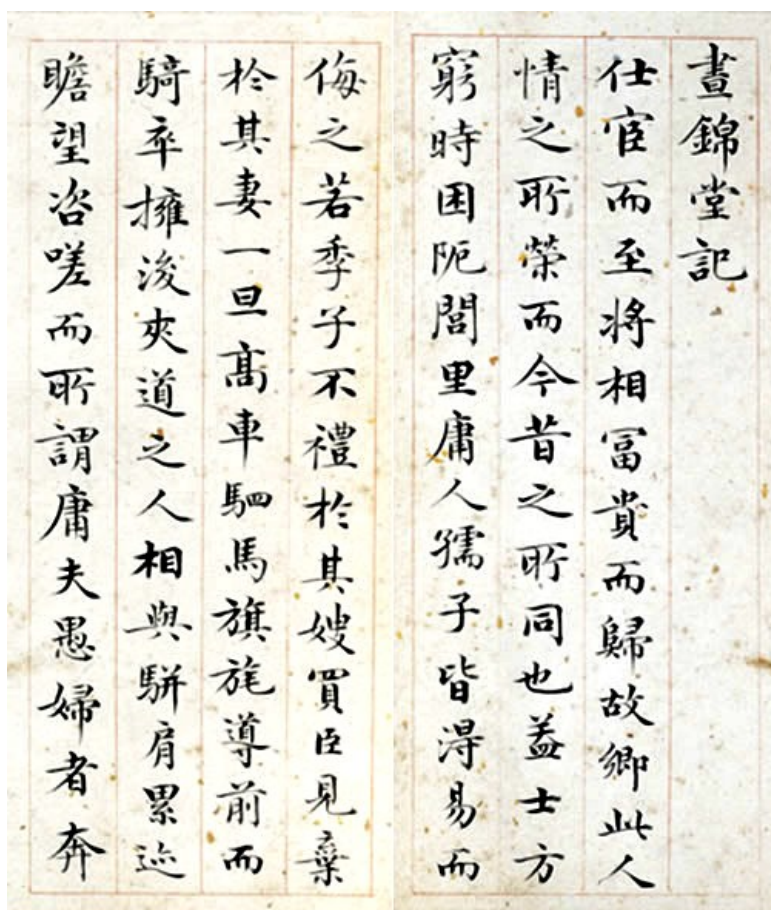 晝錦堂記
仕宦而至將相富貴而歸故鄉此人
情之所榮而今昔之所同也蓋士方
窮時困阨閭里庸人孺子皆得易而
侮之若季子不禮於其嫂買臣見棄
於其妻一旦高車駟馬旗旄導前而
騎卒擁後夾道之人相與駢肩累迹
瞻望咨嗟而所謂庸夫愚婦者奔